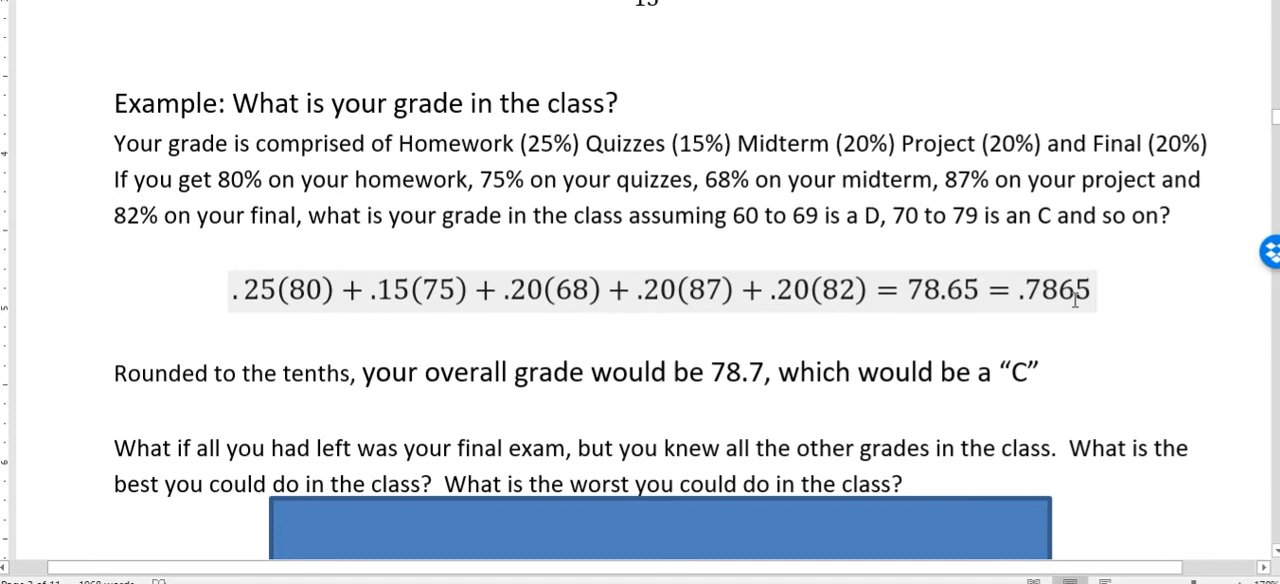 Example: What is your grade in the class?
Your grade is comprised of Homework (25%) Quizzes (15%) Midterm (20%) Project (20%) and Final (20%)
If you get 80% on your homework, 75% on your quizzes, 68% on your midterm, 87% on your project and
82% on your final, what is your grade in the class assuming 60 to 69 is a D, 70 to 79 is an C and so on?
.25(80) + .15(75) + .20(68) + .20(87) + .20(82) = 78.65 = .7865
Rounded to the tenths, your overall grade would be 78.7, which would be a “C”
What if all you had left was your final exam, but you knew all the other grades in the class.  What is the
best you could do in the class?  What is the worst you could do in the class?